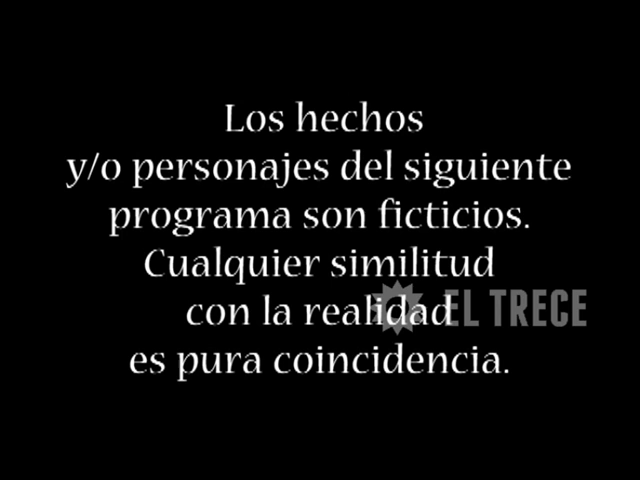 Los hechos
y/o personajes del siguiente
programa son ficticios.
Cualquier similitud
con la realidad
EL TRECE
es pura coincidencia.